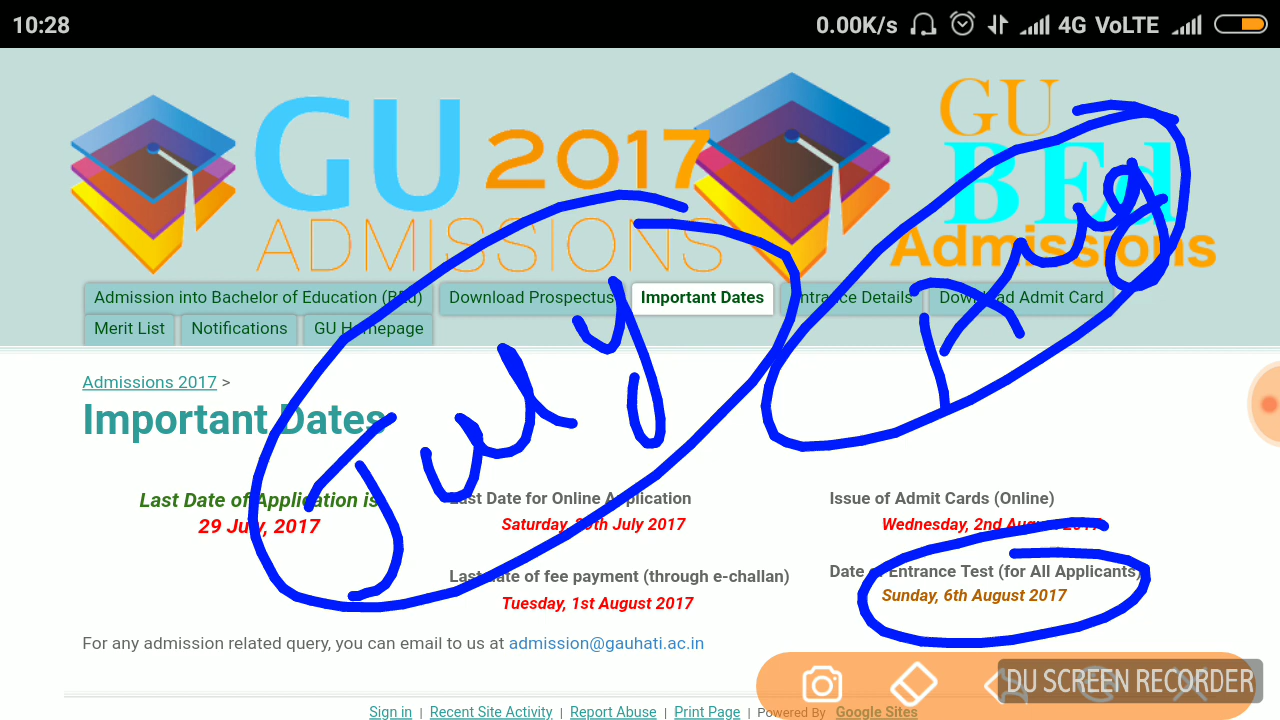 10:28 0.00K/s 4G VoLTE
GU 2017
ADMISSIONS
GU
BEd
Admissions
Admission into Bachelor of Education (BEd) Download Prospectus Important Dates Entrance Details Download Admit Card
Merit List Notifications GU Homepage
Admissions 2017 >
Important Dates
July
Aug
Last Date of Application is
29 July, 2017
Last Date for Online Application
Saturday, 29th July 2017
Issue of Admit Cards (Online)
Wednesday, 2nd August 2017
Last date of fee payment (through e-challan)
Tuesday, 1st August 2017
Date of Entrance Test (for All Applicants)
Sunday, 6th August 2017
For any admission related query, you can email to us at admission@gauhati.ac.in
DU SCREEN RECORDER
Sign in | Recent Site Activity | Report Abuse | Print Page | Powered By Google Sites